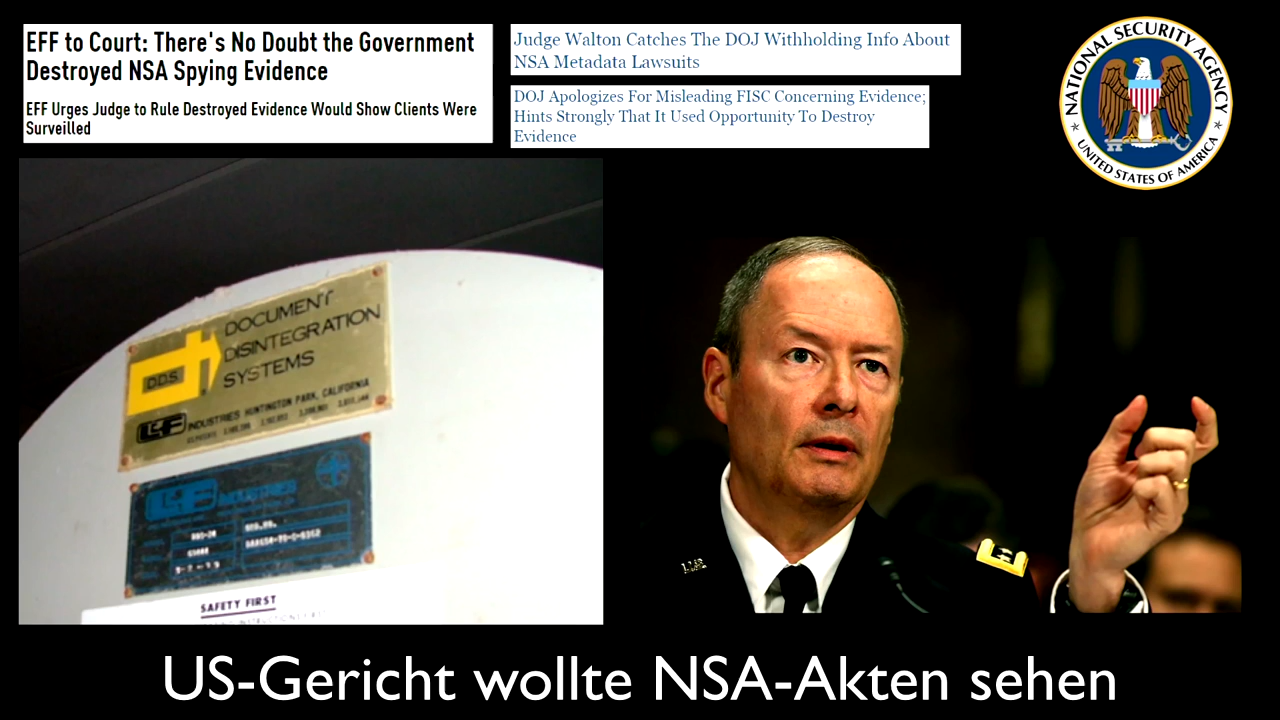 EFF to Court: There's No Doubt the Government
Destroyed NSA Spying Evidence
EFF Urges Judge to Rule Destroyed Evidence Would Show Clients Were
Surveilled
Judge Walton Catches The DOJ Withholding Info About
NSA Metadata Lawsuits
DOJ Apologizes For Misleading FISC Concerning Evidence;
Hints Strongly That It Used Opportunity To Destroy
Evidence
NATIONAL SECURITY AGENCY
UNITED STATES OF AMERICA
DOCUMENT
DISINTEGRATION
SYSTEMS
D.D.S.
INDUSTRIES HUNTINGTON PARK, CALIFORNIA
INDUSTRIES
SAFETY FIRST
US-Gericht wollte NSA-Akten sehen